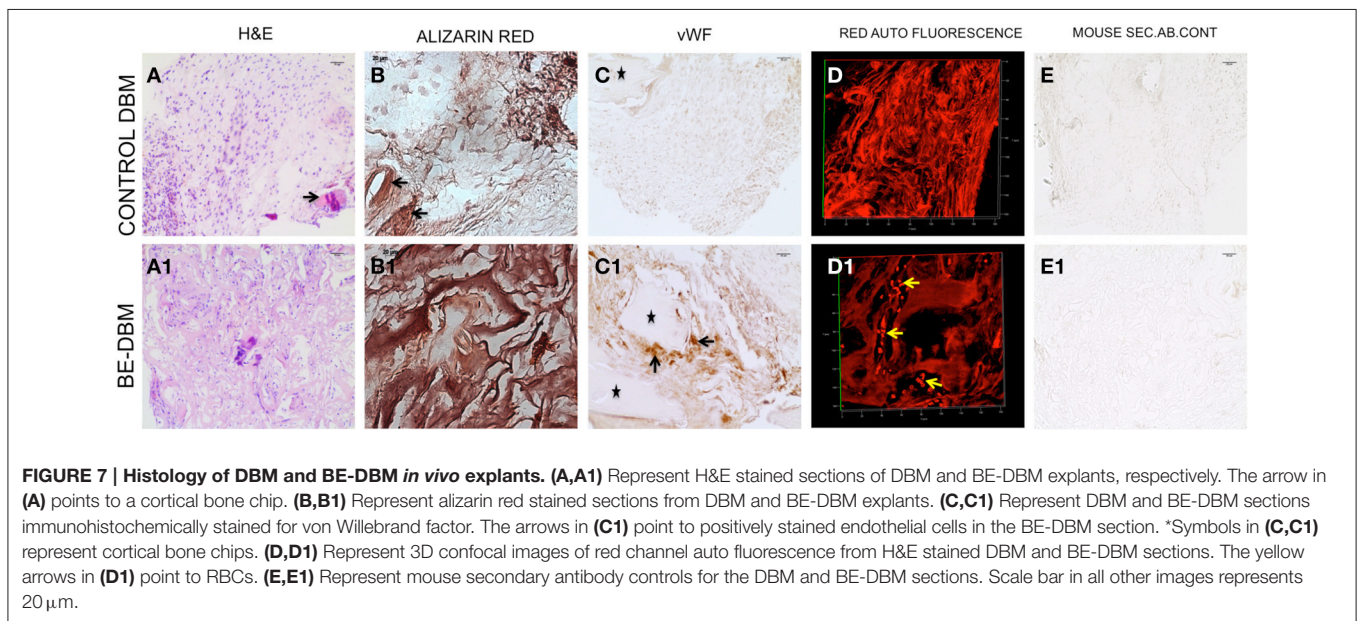 H&E
ALIZARIN RED
vWF
RED AUTO FLUORESCENCE
MOUSE SEC.AB.CONT
CONTROL DBM
A
B
20 µm
C
D
E
BE-DBM
A1
B1
20 µm
C1
D1
E1
FIGURE 7 | Histology of DBM and BE-DBM in vivo explants. (A,A1) Represent H&E stained sections of DBM and BE-DBM explants, respectively. The arrow in
(A) points to a cortical bone chip. (B,B1) Represent alizarin red stained sections from DBM and BE-DBM explants. (C,C1) Represent DBM and BE-DBM sections
immunohistochemically stained for von Willebrand factor. The arrows in (C1) point to positively stained endothelial cells in the BE-DBM section. *Symbols in (C,C1)
represent cortical bone chips. (D,D1) Represent 3D confocal images of red channel auto fluorescence from H&E stained DBM and BE-DBM sections. The yellow
arrows in (D1) point to RBCs. (E,E1) Represent mouse secondary antibody controls for the DBM and BE-DBM sections. Scale bar in all other images represents
20 µm.